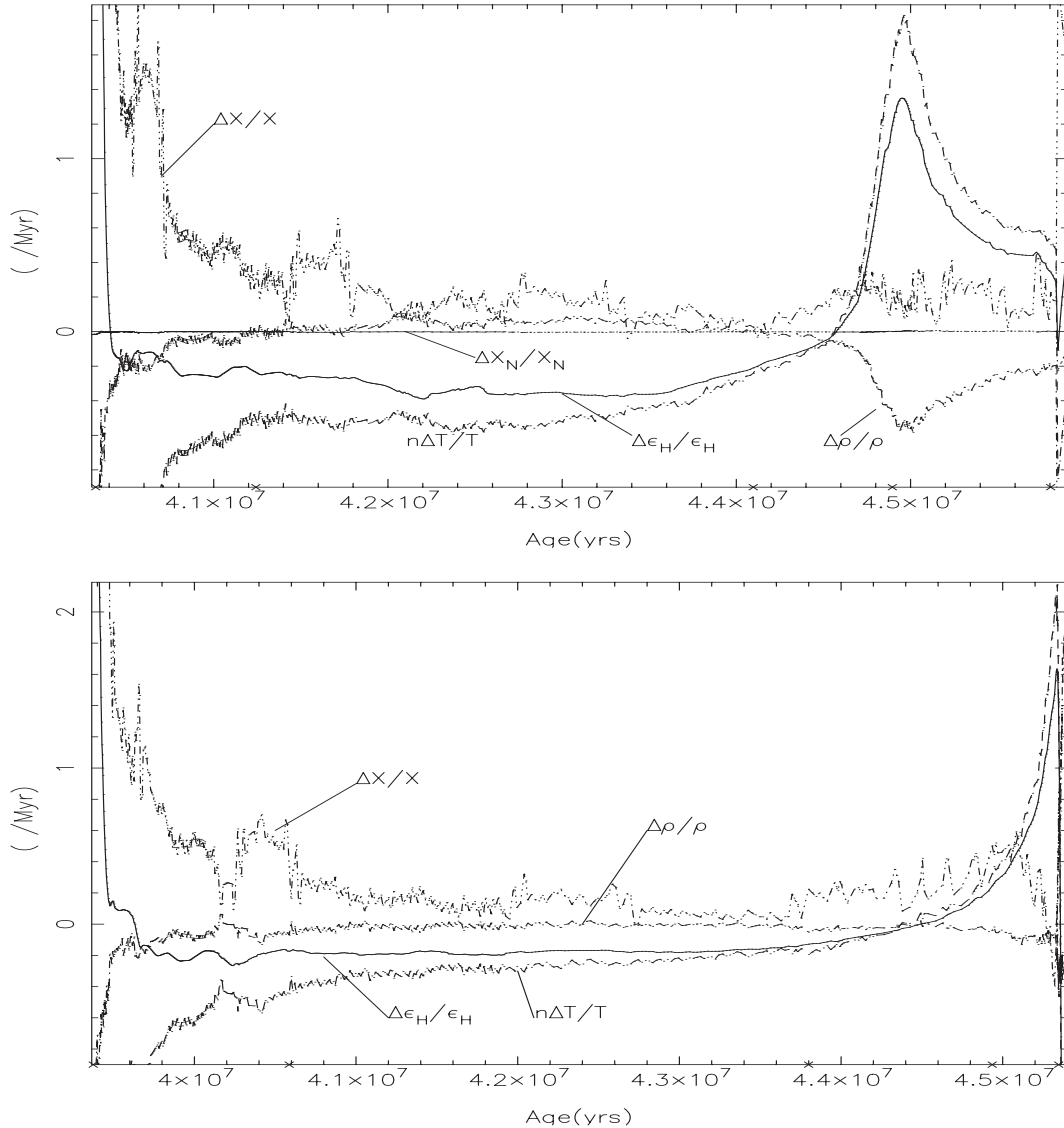 ( /Myr)
1
0
ΔX/X
ΔX_N/X_N
nΔT/T
Δϵ_H/ϵ_H
Δρ/ρ
4.1×10^7
4.2×10^7
4.3×10^7
4.4×10^7
4.5×10^7
Age(yrs)
( /Myr)
2
1
0
ΔX/X
Δρ/ρ
Δϵ_H/ϵ_H
nΔT/T
4×10^7
4.1×10^7
4.2×10^7
4.3×10^7
4.4×10^7
4.5×10^7
Age(yrs)